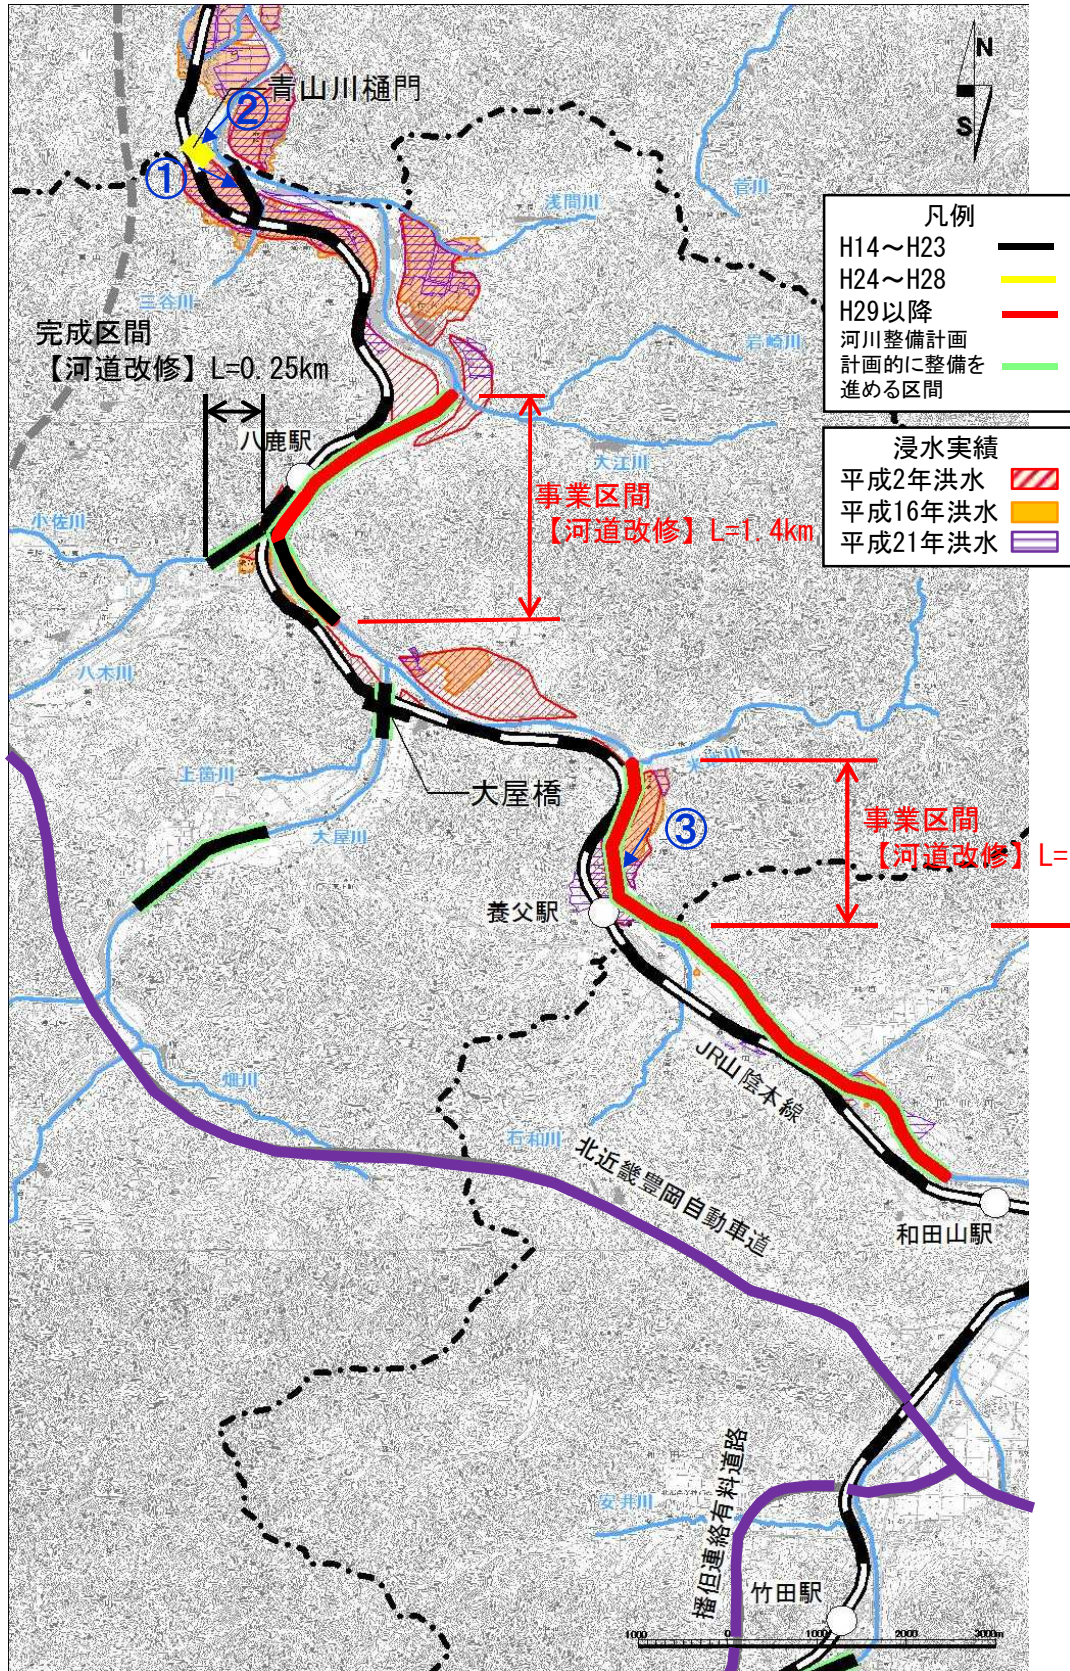 N
S
青山川樋門
②
①
浅間川
菅川
三谷川
凡例
H14～H23
H24～H28
H29以降
河川整備計画
計画的に整備を
進める区間
浸水実績
平成2年洪水
平成16年洪水
平成21年洪水
完成区間
【河道改修】L=0.25km
岩崎川
八鹿駅
大江川
事業区間
【河道改修】L=1.4km
小佐川
八木川
上箇川
大屋橋
大屋川
③
事業区間
【河道改修】L=
養父駅
JR山陰本線
畑川
石和川
北近畿豊岡自動車道
和田山駅
播但連絡有料道路
安井川
竹田駅
1000
0
1000
2000
3000m